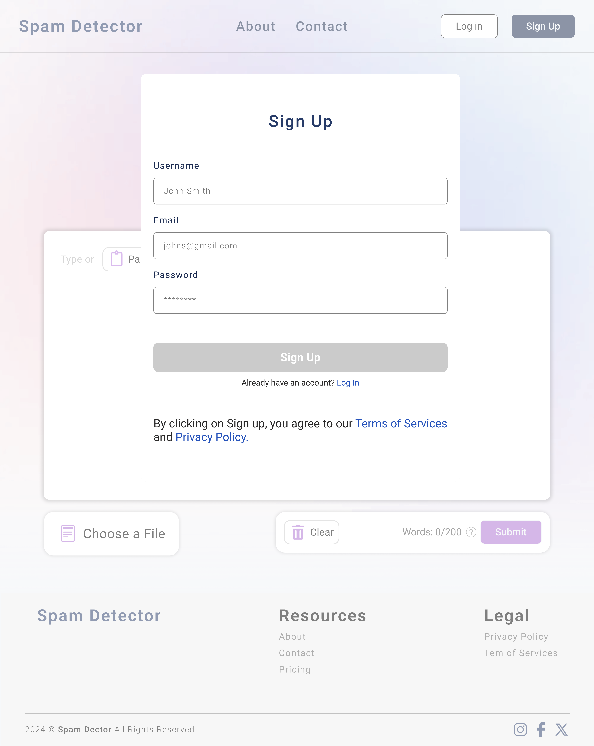 Spam Detector
About
Contact
Log in
Sign Up
Sign Up
Username
Jenn Smith
Email
johns@gmail.com
Type or
Pa
Password
********
Sign Up
Already have an account? Log in
By clicking on Sign up, you agree to our Terms of Services
and Privacy Policy.
Choose a File
Clear
Words: 0/200 ?
Submit
Spam Detector
Resources
About
Contact
Pricing
Legal
Privacy Policy
Tem of Services
2024 © Spam Dector All Rights Reserved